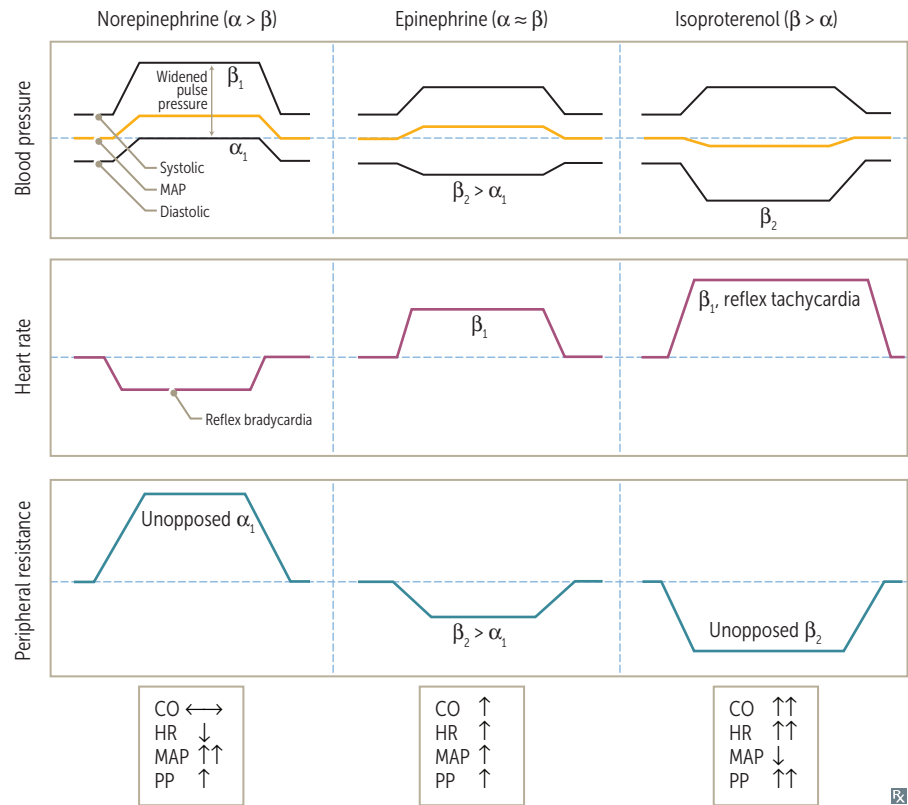 Norepinephrine (α > β)
Epinephrine (α ≈ β)
Isoproterenol (β > α)
Blood pressure
Widened
pulse
pressure
β₁
α₁
Systolic
MAP
Diastolic
β₂ > α₁
β₂
Heart rate
Reflex bradycardia
β₁
β₁, reflex tachycardia
Peripheral resistance
Unopposed α₁
β₂ > α₁
Unopposed β₂
CO ←→
HR ↓
MAP ↑↑
PP ↑
CO ↑
HR ↑
MAP ↑
PP ↑
CO ↑↑
HR ↑↑
MAP ↓
PP ↑↑
Rx